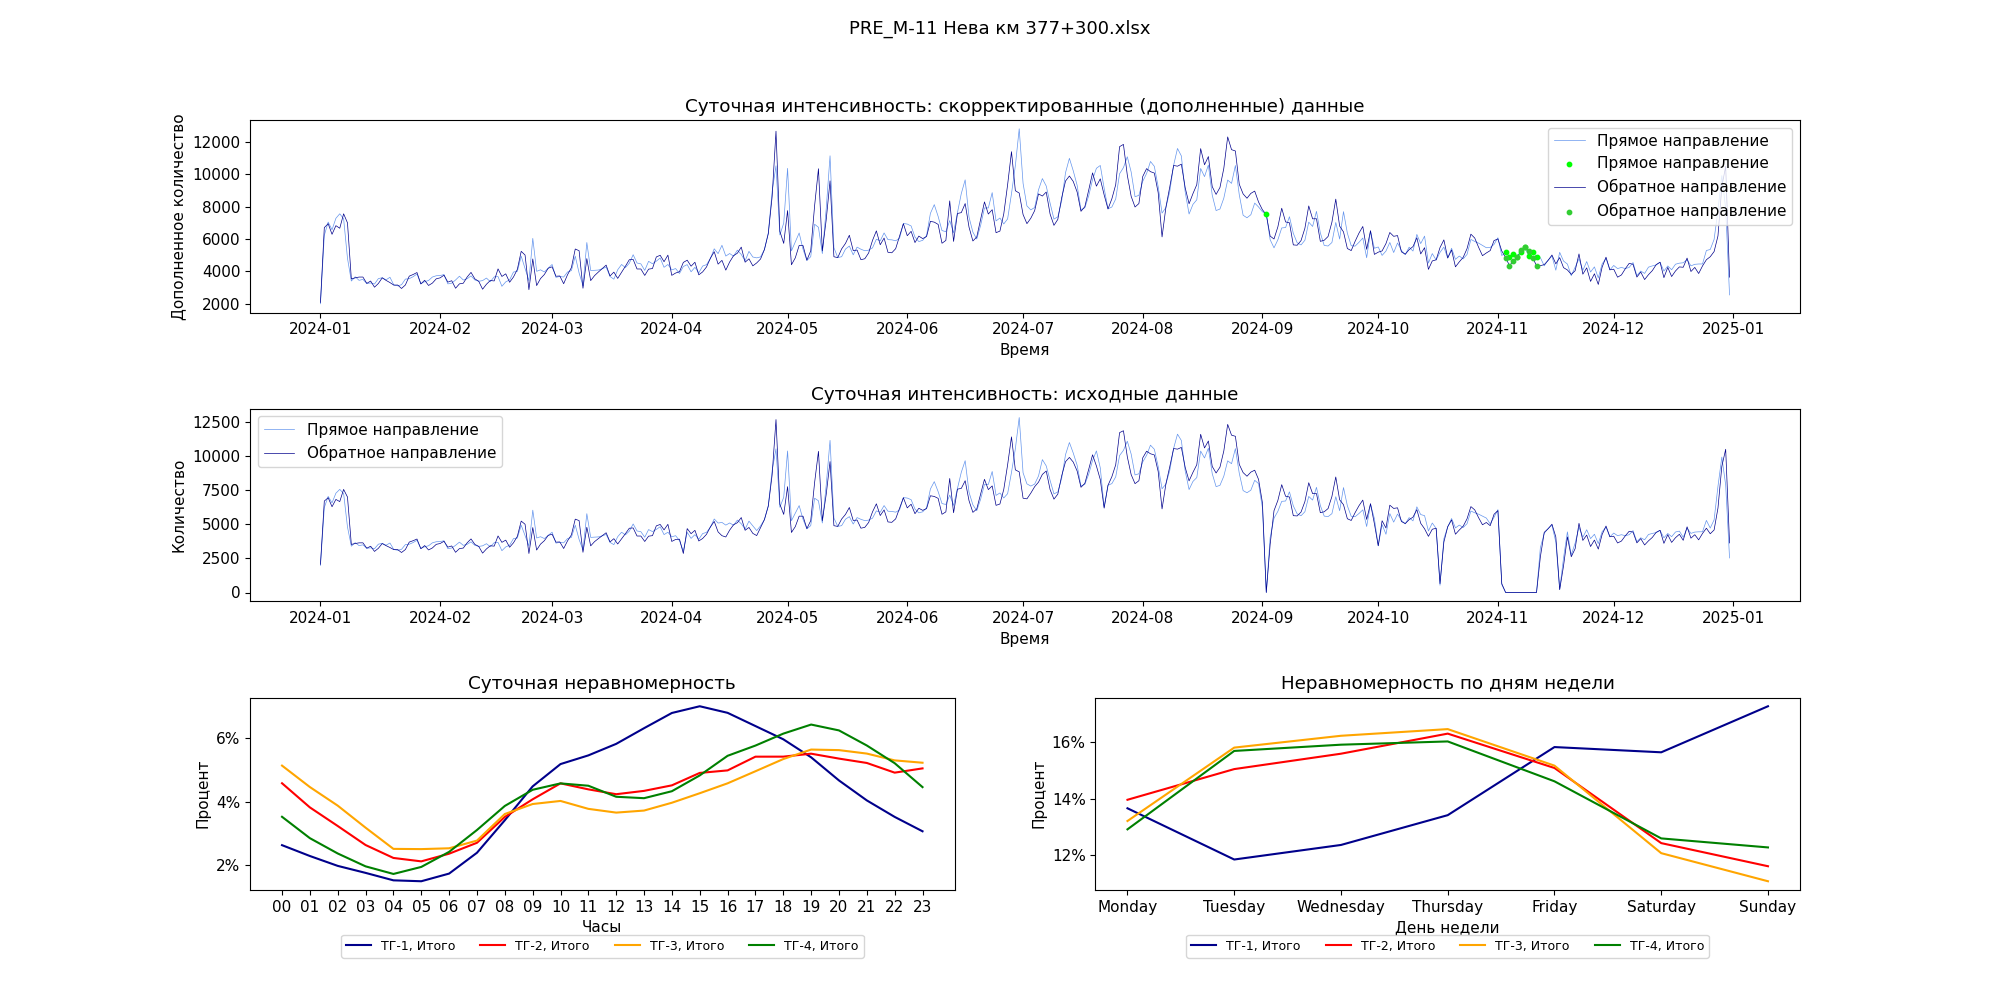 PRE_M-11 Нева км 377+300.xlsx
Суточная интенсивность: скорректированные (дополненные) данные
Дополненное количество
12000
10000
8000
6000
4000
2000
Прямое направление
Прямое направление
Обратное направление
Обратное направление
2024-01 2024-02 2024-03 2024-04 2024-05 2024-06 2024-07 2024-08 2024-09 2024-10 2024-11 2024-12 2025-01
Время
Суточная интенсивность: исходные данные
Количество
12500
10000
7500
5000
2500
0
Прямое направление
Обратное направление
2024-01 2024-02 2024-03 2024-04 2024-05 2024-06 2024-07 2024-08 2024-09 2024-10 2024-11 2024-12 2025-01
Время
Суточная неравномерность
Процент
6%
4%
2%
00 01 02 03 04 05 06 07 08 09 10 11 12 13 14 15 16 17 18 19 20 21 22 23
Часы
ТГ-1, Итого ТГ-2, Итого ТГ-3, Итого ТГ-4, Итого
Неравномерность по дням недели
Процент
16%
14%
12%
Monday Tuesday Wednesday Thursday Friday Saturday Sunday
День недели
ТГ-1, Итого ТГ-2, Итого ТГ-3, Итого ТГ-4, Итого